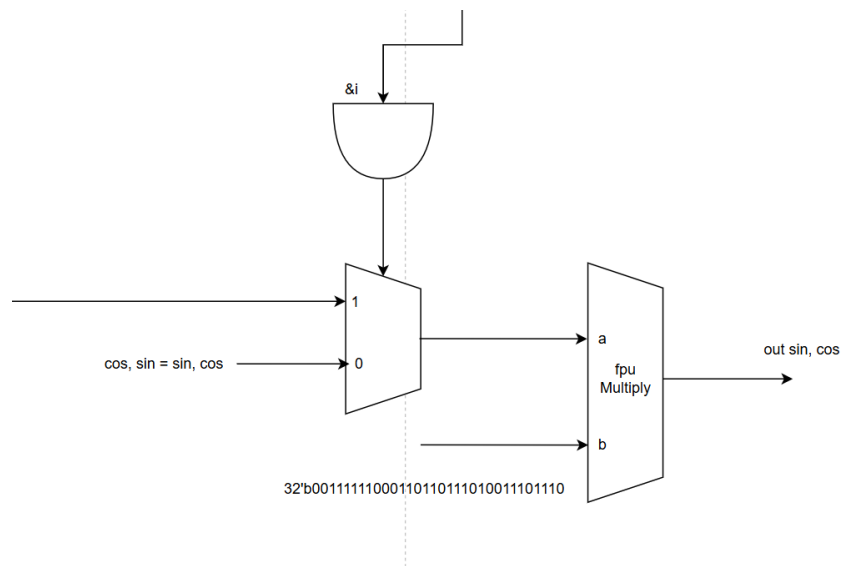 &i
1
cos, sin = sin, cos
0
a
fpu
Multiply
out sin, cos
b
32'b00111111000110110111010011101110